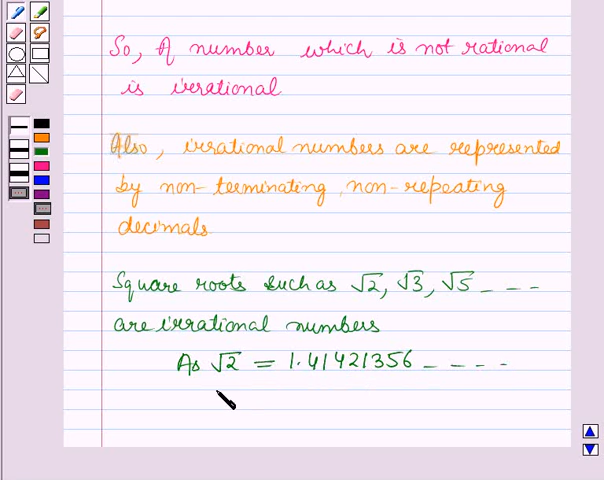 So, A number which is not rational
is irrational
Also, irrational numbers are represented
by non-terminating, non-repeating
decimals.
Square roots such as √2, √3, √5 _ _ _
are irrational numbers
As √2 = 1.41421356 _ _ _ _